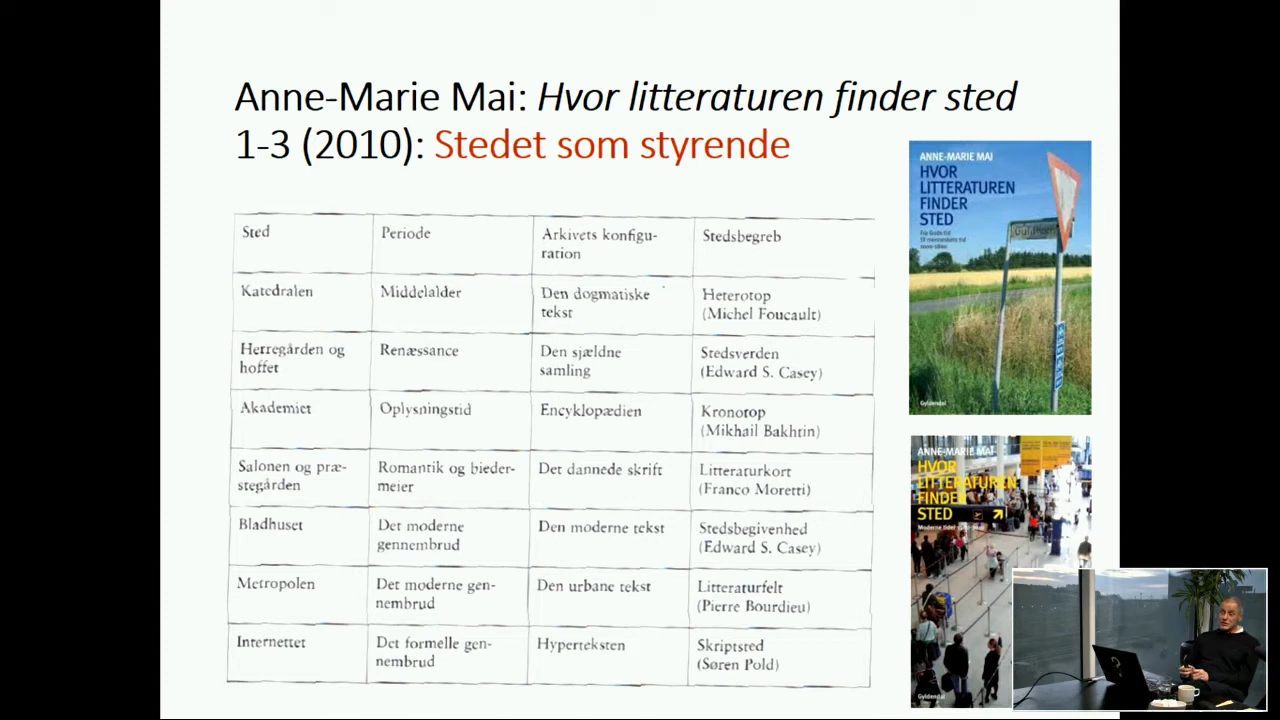 Anne-Marie Mai: Hvor litteraturen finder sted
1-3 (2010): Stedet som styrende
Sted
Periode
Arkivets konfigu-
ration
Stedsbegreb
Katedralen
Middelalder
Den dogmatiske
tekst
Heterotop
(Michel Foucault)
Herregården og
hoffet
Renæssance
Den sjældne
samling
Stedsverden
(Edward S. Casey)
Akademiet
Oplysningstid
Encyklopædien
Kronotop
(Mikhail Bakhtin)
Salonen og præ-
stegården
Romantik og bieder-
meier
Det dannede skrift
Litteraturkort
(Franco Moretti)
Bladhuset
Det moderne
gennembrud
Den moderne tekst
Stedsbegivenhed
(Edward S. Casey)
Metropolen
Det moderne gen-
nembrud
Den urbane tekst
Litteraturfelt
(Pierre Bourdieu)
Internettet
Det formelle gen-
nembrud
Hyperteksten
Skriptsted
(Søren Pold)
ANNE-MARIE MAI
HVOR
LITTERATUREN
FINDER
STED
Fra Guds tid
til menneskets tid
Gyldendal
ANNE-MARIE MAI
HVOR
LITTERATUREN
FINDER
STED
Gyldendal